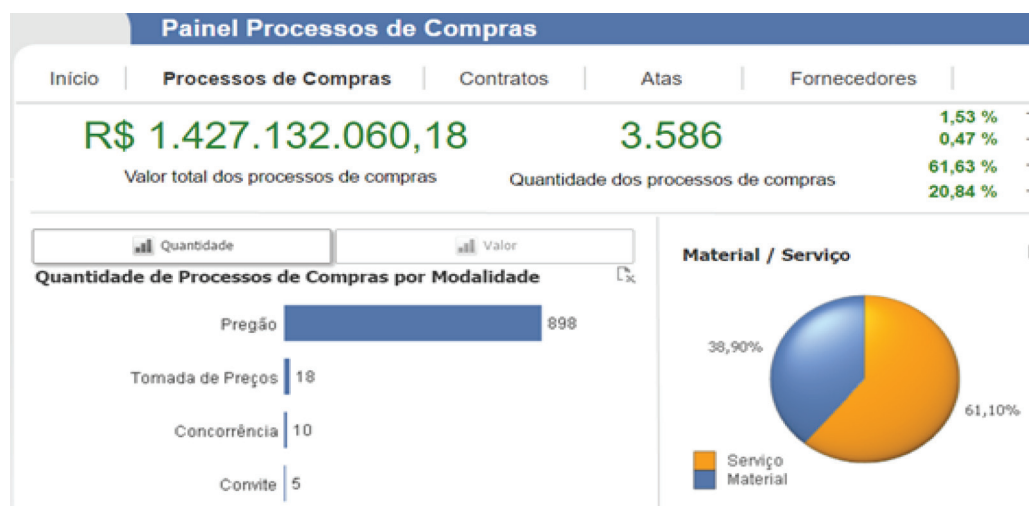 Painel Processos de Compras
Início
Processos de Compras
Contratos
Atas
Fornecedores
R$ 1.427.132.060,18
Valor total dos processos de compras
3.586
Quantidade dos processos de compras
1,53 %
0,47 %
61,63 %
20,84 %
Quantidade
Valor
Quantidade de Processos de Compras por Modalidade
Pregão 898
Tomada de Preços 18
Concorrência 10
Convite 5
Material / Serviço
38,90%
61,10%
Serviço
Material